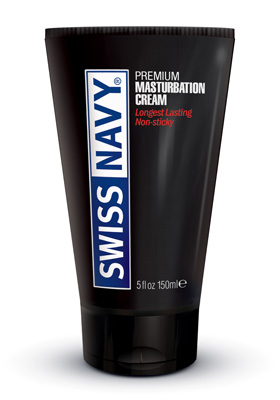 SWISS NAVY®
PREMIUM
MASTURBATION
CREAM
Longest Lasting
Non-sticky
5 fl oz 150ml℮